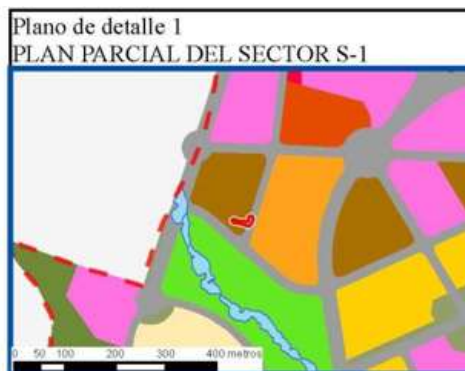 Plano de detalle 1
PLAN PARCIAL DEL SECTOR S-1
0 50 100 200 300 400 metros